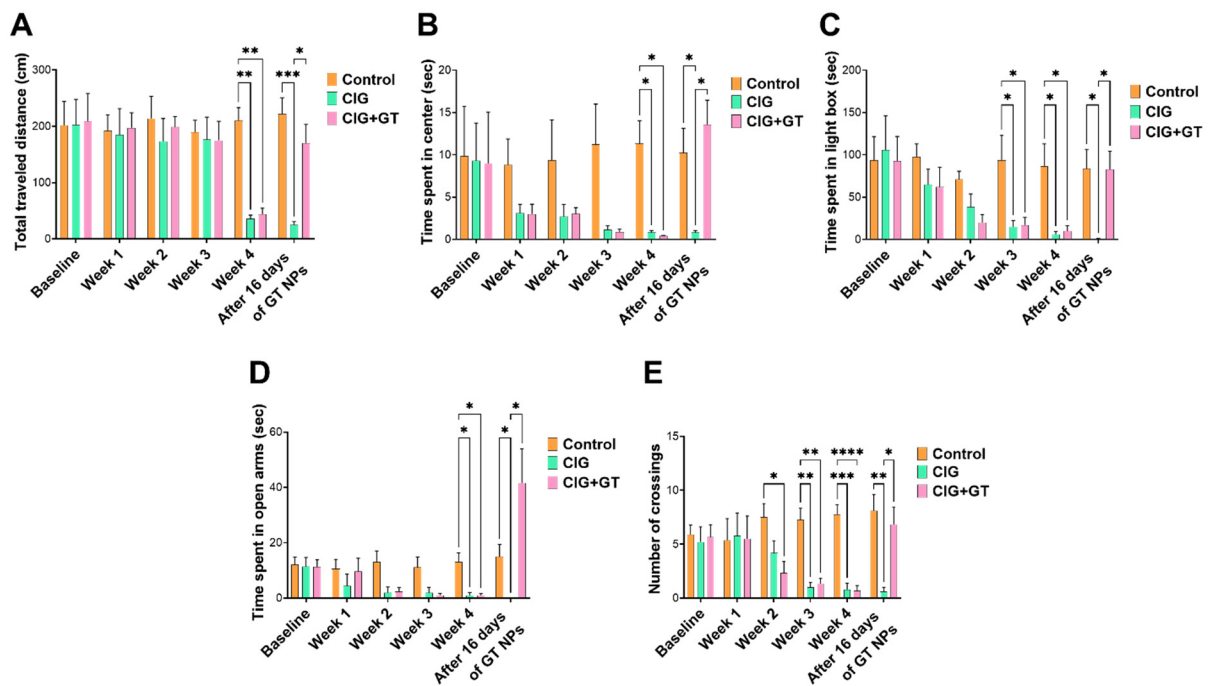 A
Total traveled distance (cm)
300
200
100
0
** *
** ***
Control
CIG
CIG+GT
Baseline
Week 1
Week 2
Week 3
Week 4
After 16 days
of GT NPs
B
Time spent in center (sec)
20
15
10
5
0
* *
* *
Control
CIG
CIG+GT
Baseline
Week 1
Week 2
Week 3
Week 4
After 16 days
of GT NPs
C
Time spent in light box (sec)
200
150
100
50
0
* * *
* * *
Control
CIG
CIG+GT
Baseline
Week 1
Week 2
Week 3
Week 4
After 16 days
of GT NPs
D
Time spent in open arms (sec)
60
40
20
0
* *
* *
Control
CIG
CIG+GT
Baseline
Week 1
Week 2
Week 3
Week 4
After 16 days
of GT NPs
E
Number of crossings
15
10
5
0
** **** *
* ** *** **
Control
CIG
CIG+GT
Baseline
Week 1
Week 2
Week 3
Week 4
After 16 days
of GT NPs